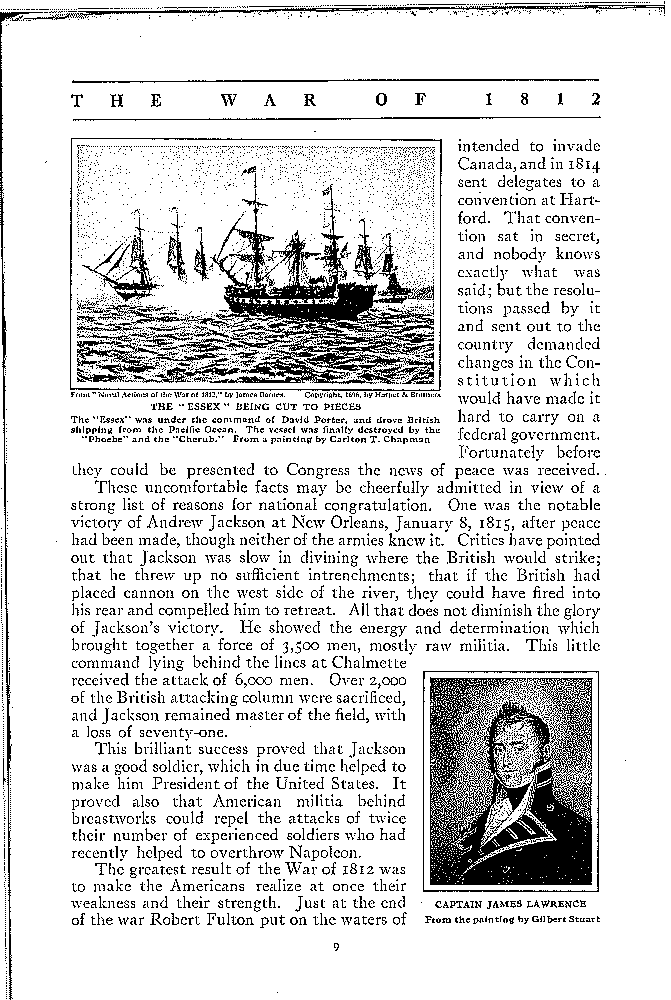 THE WAR OF 1812
intended to invade
Canada, and in 1814
sent delegates to a
convention at Hart-
ford. That conven-
tion sat in secret,
and nobody knows
exactly what was
said; but the resolu-
tions passed by it
and sent out to the
country demanded
changes in the Con-
stitution which
would have made it
hard to carry on a
federal government.
Fortunately before
From "Naval Actions of the War of 1812," by James Barnes. Copyright, 1896, by Harper & Brothers
THE "ESSEX" BEING CUT TO PIECES
The "Essex" was under the command of David Porter, and drove British
shipping from the Pacific Ocean. The vessel was finally destroyed by the
"Phoebe" and the "Cherub." From a painting by Carlton T. Chapman
they could be presented to Congress the news of peace was received.
These uncomfortable facts may be cheerfully admitted in view of a
strong list of reasons for national congratulation. One was the notable
victory of Andrew Jackson at New Orleans, January 8, 1815, after peace
had been made, though neither of the armies knew it. Critics have pointed
out that Jackson was slow in divining where the British would strike;
that he threw up no sufficient intrenchments; that if the British had
placed cannon on the west side of the river, they could have fired into
his rear and compelled him to retreat. All that does not diminish the glory
of Jackson's victory. He showed the energy and determination which
brought together a force of 3,500 men, mostly raw militia. This little
command lying behind the lines at Chalmette
received the attack of 6,000 men. Over 2,000
of the British attacking column were sacrificed,
and Jackson remained master of the field, with
a loss of seventy-one.
This brilliant success proved that Jackson
was a good soldier, which in due time helped to
make him President of the United States. It
proved also that American militia behind
breastworks could repel the attacks of twice
their number of experienced soldiers who had
recently helped to overthrow Napoleon.
The greatest result of the War of 1812 was
to make the Americans realize at once their
weakness and their strength. Just at the end
of the war Robert Fulton put on the waters of
CAPTAIN JAMES LAWRENCE
From the painting by Gilbert Stuart
9